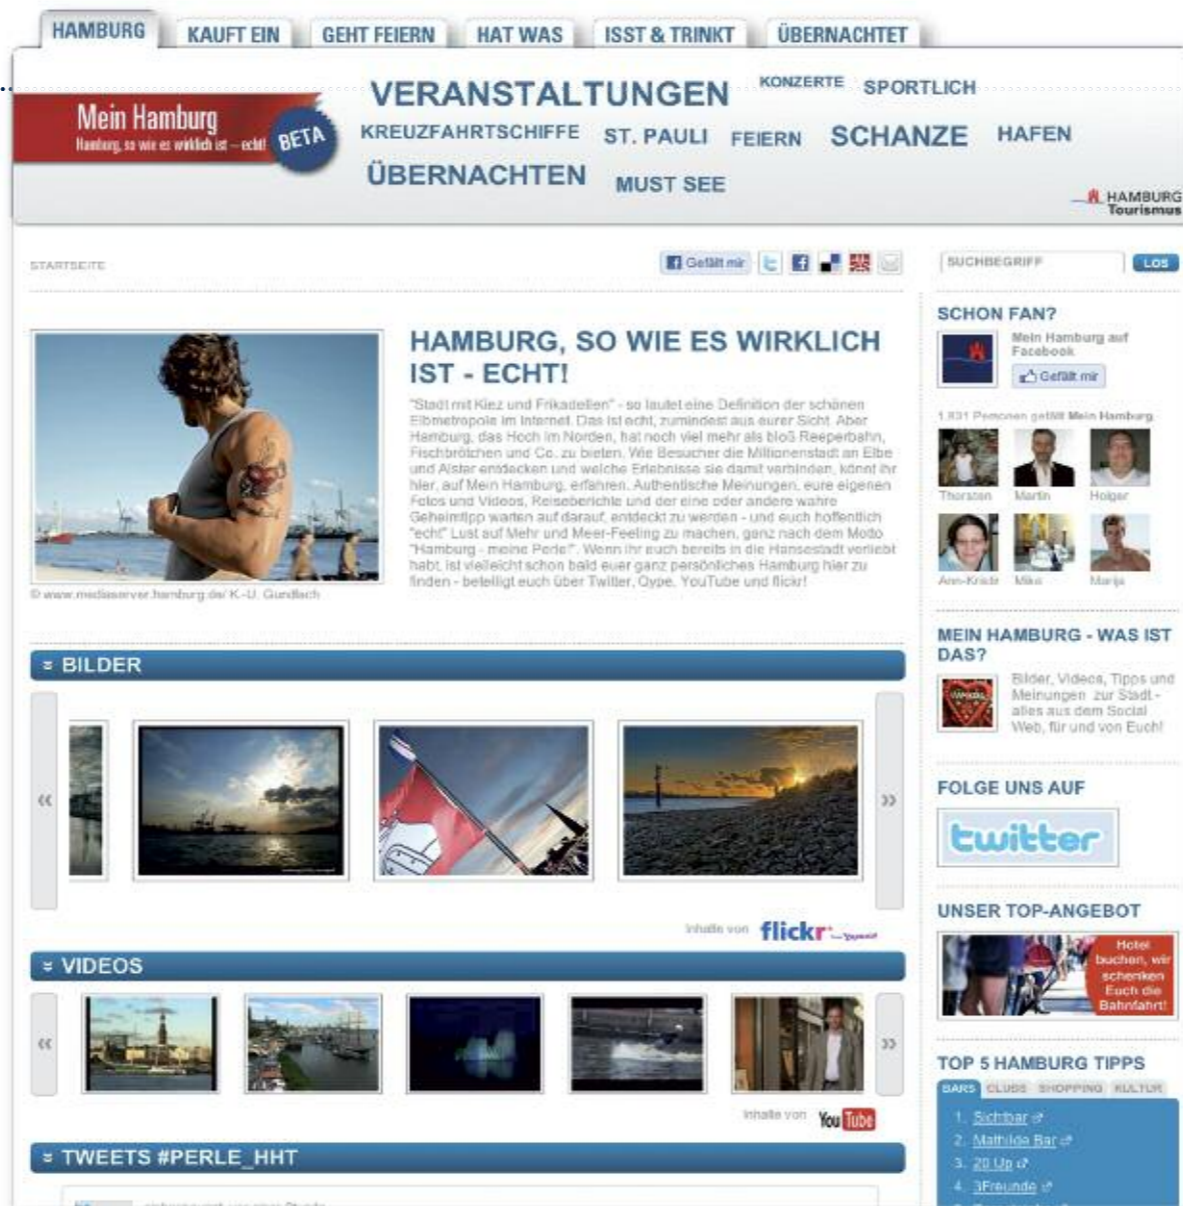 HAMBURG
KAUFT EIN
GEHT FEIERN
HAT WAS
ISST & TRINKT
ÜBERNACHTET
Mein Hamburg
Hamburg, so wie es wirklich ist – echt!
BETA
VERANSTALTUNGEN KONZERTE SPORTLICH
KREUZFAHRTSCHIFFE ST. PAULI FEIERN SCHANZE HAFEN
ÜBERNACHTEN MUST SEE
HAMBURG
Tourismus
STARTSEITE
Gefällt mir
SUCHBEGRIFF
LOS
HAMBURG, SO WIE ES WIRKLICH
IST - ECHT!
"Stadt mit Kiez und Frikadellen" - so lautet eine Definition der schönen
Elbmetropole im Internet. Das ist echt, zumindest aus eurer Sicht. Aber
Hamburg, das Hoch im Norden, hat noch viel mehr als bloß Reeperbahn,
Fischbrötchen und Co. zu bieten. Wie Besucher die Millionenstadt an Elbe
und Alster entdecken und welche Erlebnisse sie damit verbinden, könnt ihr
hier, auf Mein Hamburg, erfahren. Authentische Meinungen, eure eigenen
Fotos und Videos, Reiseberichte und der eine oder andere wahre
Geheimtipp warten auf darauf, entdeckt zu werden - und euch hoffentlich
"echt" Lust auf Mehr und Meer-Feeling zu machen, ganz nach dem Motto
"Hamburg - meine Perle!". Wenn ihr euch bereits in die Hansestadt verliebt
habt, ist vielleicht schon bald euer ganz persönliches Hamburg hier zu
finden - beteiligt euch über Twitter, Qype, YouTube und flickr!
© www.mediaserver.hamburg.de/ K.-U. Gundlach
BILDER
Inhalte von flickr
VIDEOS
Inhalte von YouTube
TWEETS #PERLE_HHT
SCHON FAN?
Mein Hamburg auf
Facebook
Gefällt mir
1.831 Personen gefällt Mein Hamburg.
Thorsten Martin Holger
Ann-Kristin Mike Marija
MEIN HAMBURG - WAS IST
DAS?
Bilder, Videos, Tipps und
Meinungen zur Stadt -
alles aus dem Social
Web, für und von Euch!
FOLGE UNS AUF
twitter
UNSER TOP-ANGEBOT
Hotel
buchen, wir
schenken
Euch die
Bahnfahrt!
TOP 5 HAMBURG TIPPS
BARS CLUBS SHOPPING KULTUR
1. Sichtbar
2. Mathilde Bar
3. 20 Up
4. 3Freunde